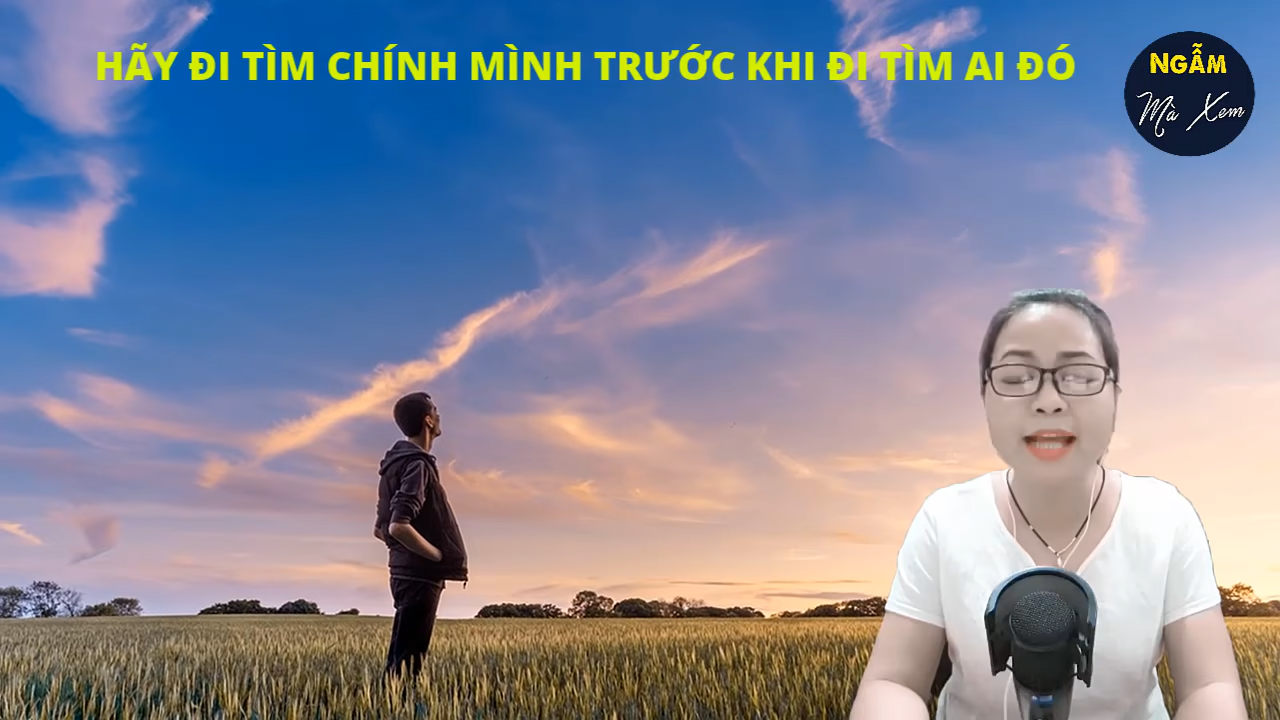 HÃY ĐI TÌM CHÍNH MÌNH TRƯỚC KHI ĐI TÌM AI ĐÓ
NGẪM
Mà Xem